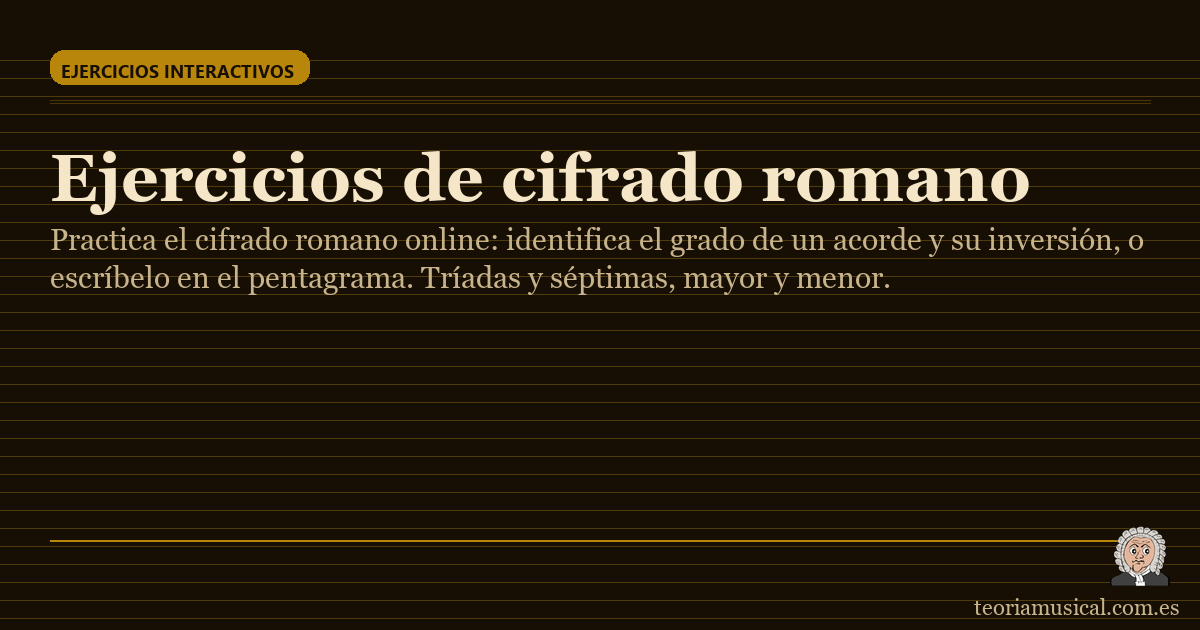 EJERCICIOS INTERACTIVOS
Ejercicios de cifrado romano
Practica el cifrado romano online: identifica el grado de un acorde y su inversión, o
escríbelo en el pentagrama. Tríadas y séptimas, mayor y menor.
teoriamusical.com.es